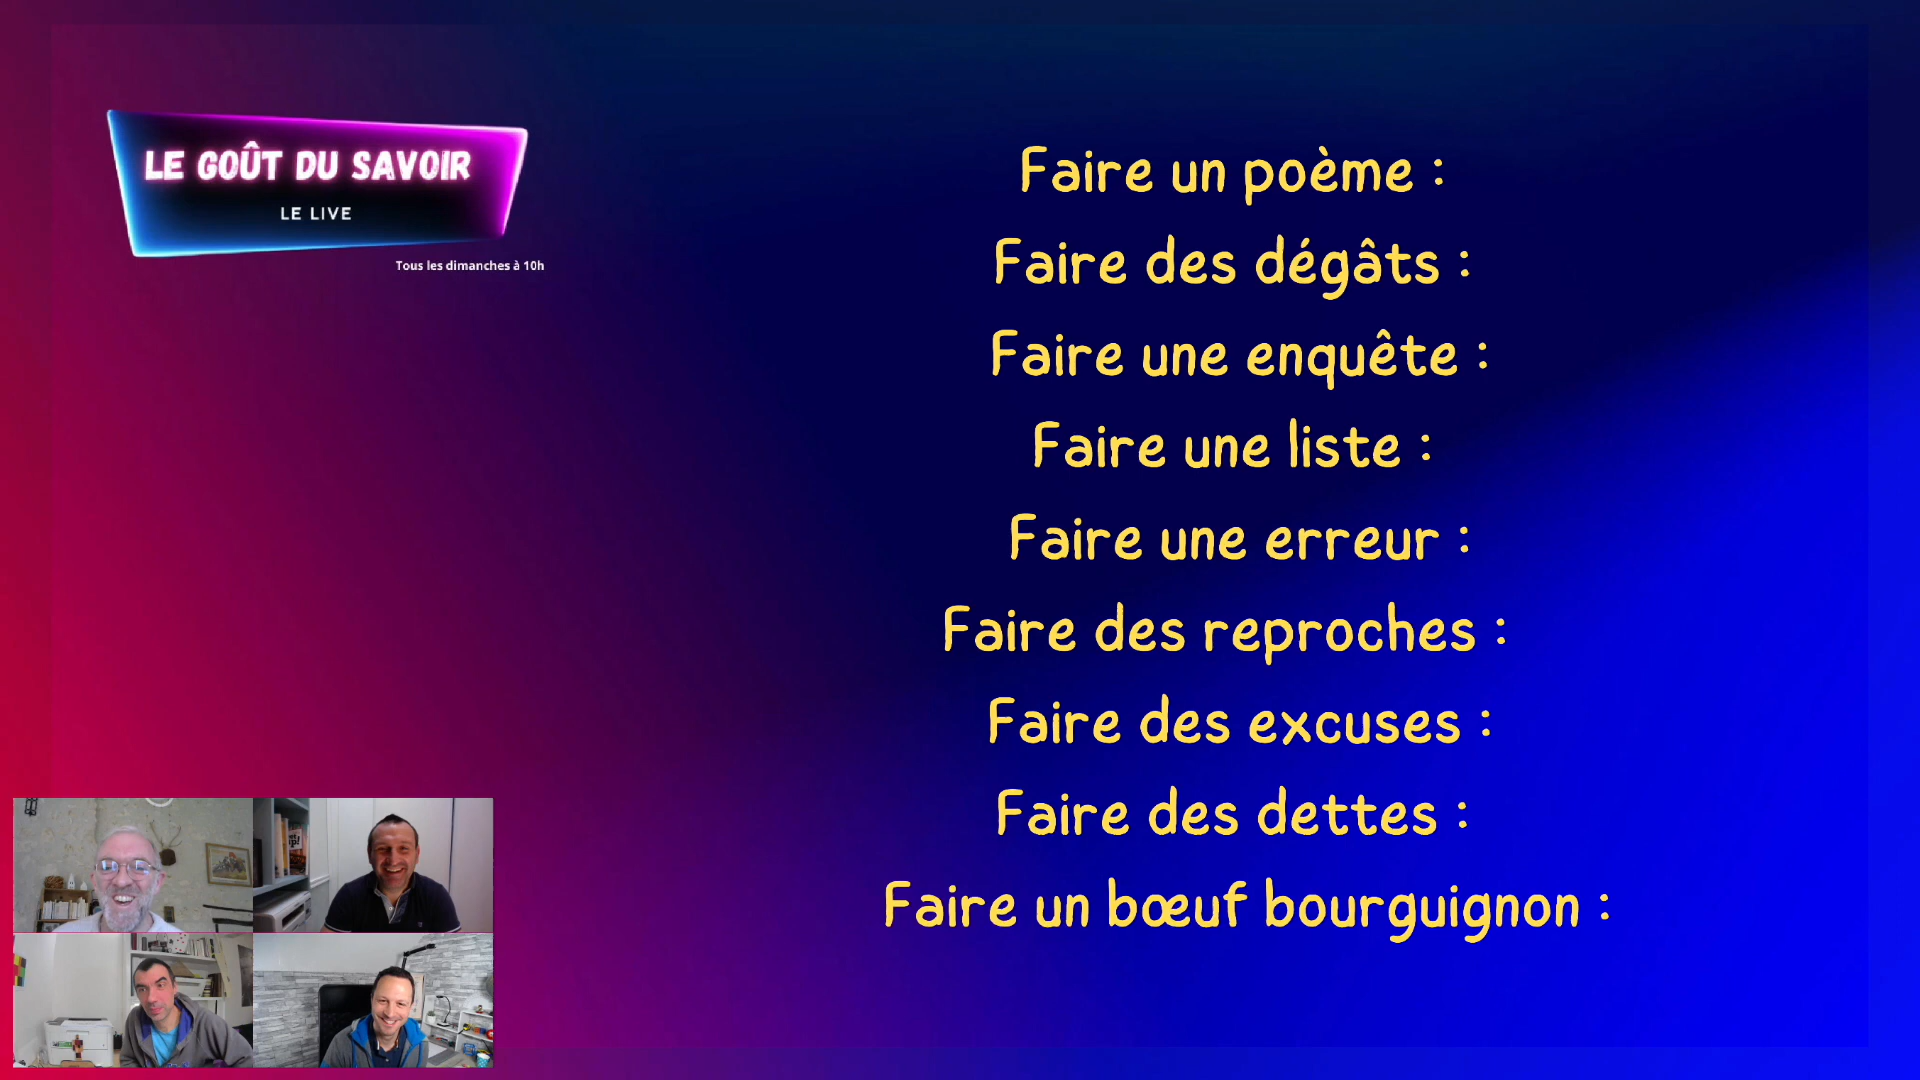 LE GOÛT DU SAVOIR
LE LIVE
Tous les dimanches à 10h
Faire un poème :
Faire des dégâts :
Faire une enquête :
Faire une liste :
Faire une erreur :
Faire des reproches :
Faire des excuses :
Faire des dettes :
Faire un bœuf bourguignon :